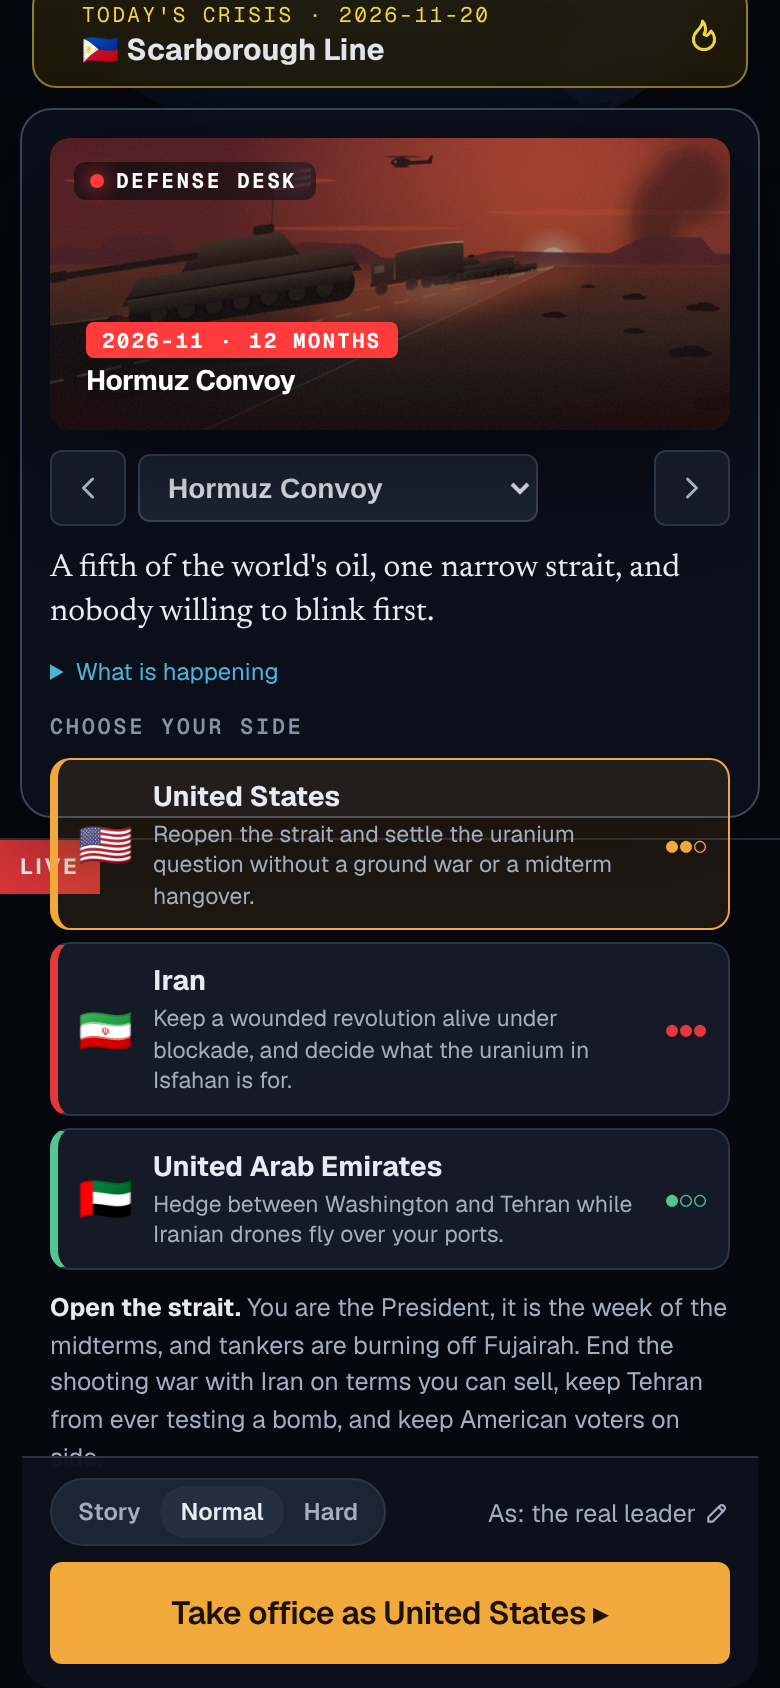 TODAY'S CRISIS · 2026-11-20
Scarborough Line
DEFENSE DESK
2026-11 · 12 MONTHS
Hormuz Convoy
Hormuz Convoy
A fifth of the world's oil, one narrow strait, and
nobody willing to blink first.
What is happening
CHOOSE YOUR SIDE
United States
Reopen the strait and settle the uranium
question without a ground war or a midterm
hangover.
LIVE
Iran
Keep a wounded revolution alive under
blockade, and decide what the uranium in
Isfahan is for.
United Arab Emirates
Hedge between Washington and Tehran while
Iranian drones fly over your ports.
Open the strait. You are the President, it is the week of the
midterms, and tankers are burning off Fujairah. End the
shooting war with Iran on terms you can sell, keep Tehran
from ever testing a bomb, and keep American voters on
side.
Story Normal Hard As: the real leader
Take office as United States ▸